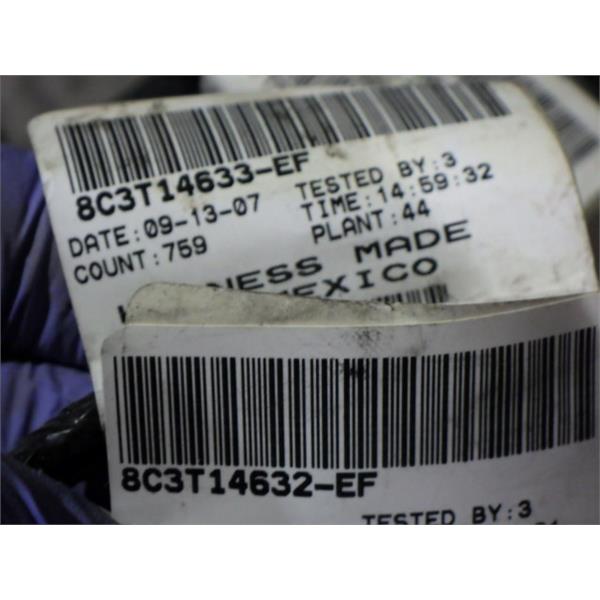 8C3T14633-EF
DATE:09-13-07 TESTED BY:3
COUNT:759 TIME:14:59:32
PLANT:44
MADE
MEXICO
8C3T14632-EF
TESTED BY:3